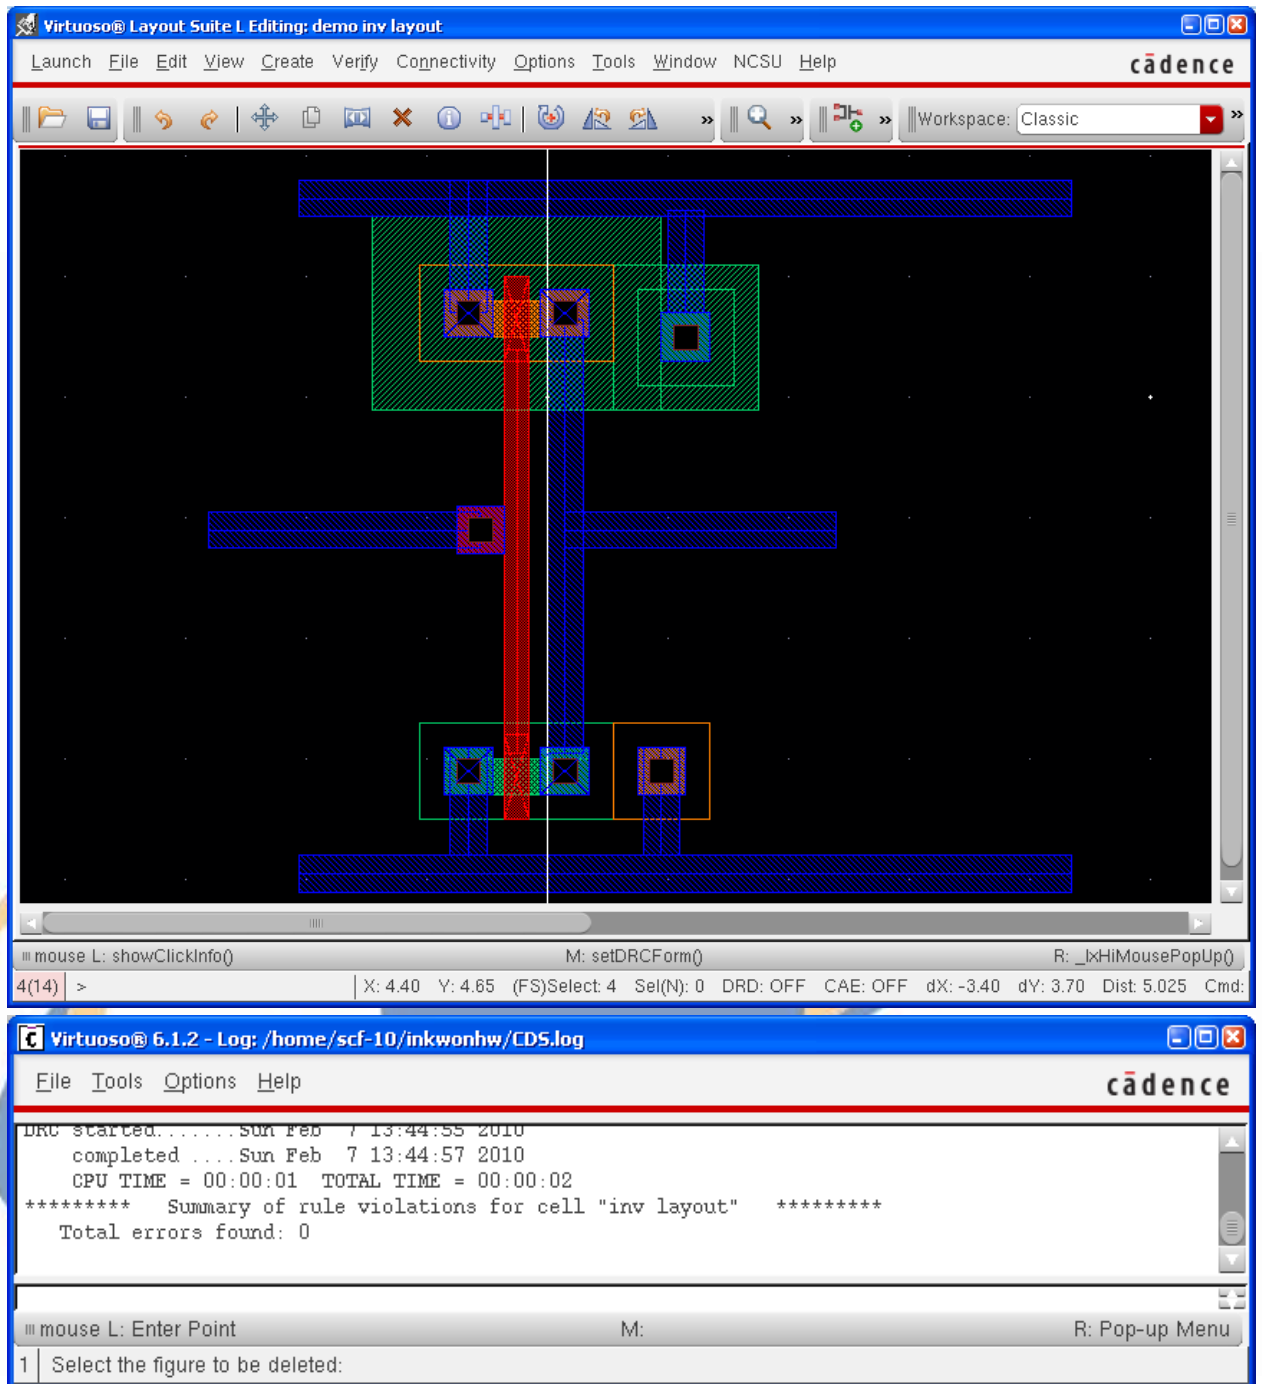 Virtuoso® Layout Suite L Editing: demo inv layout
Launch File Edit View Create Verify Connectivity Options Tools Window NCSU Help cādence
» » » Workspace: Classic »
mouse L: showClickInfo() M: setDRCForm() R: _lxHiMousePopUp()
4(14) > X: 4.40 Y: 4.65 (FS)Select: 4 Sel(N): 0 DRD: OFF CAE: OFF dX: -3.40 dY: 3.70 Dist: 5.025 Cmd:
Virtuoso® 6.1.2 - Log: /home/scf-10/inkwonhw/CDS.log
File Tools Options Help cādence
DRC started.......Sun Feb 7 13:44:55 2010
completed ....Sun Feb 7 13:44:57 2010
CPU TIME = 00:00:01 TOTAL TIME = 00:00:02
********* Summary of rule violations for cell "inv layout" *********
Total errors found: 0
mouse L: Enter Point M: R: Pop-up Menu
1 Select the figure to be deleted: